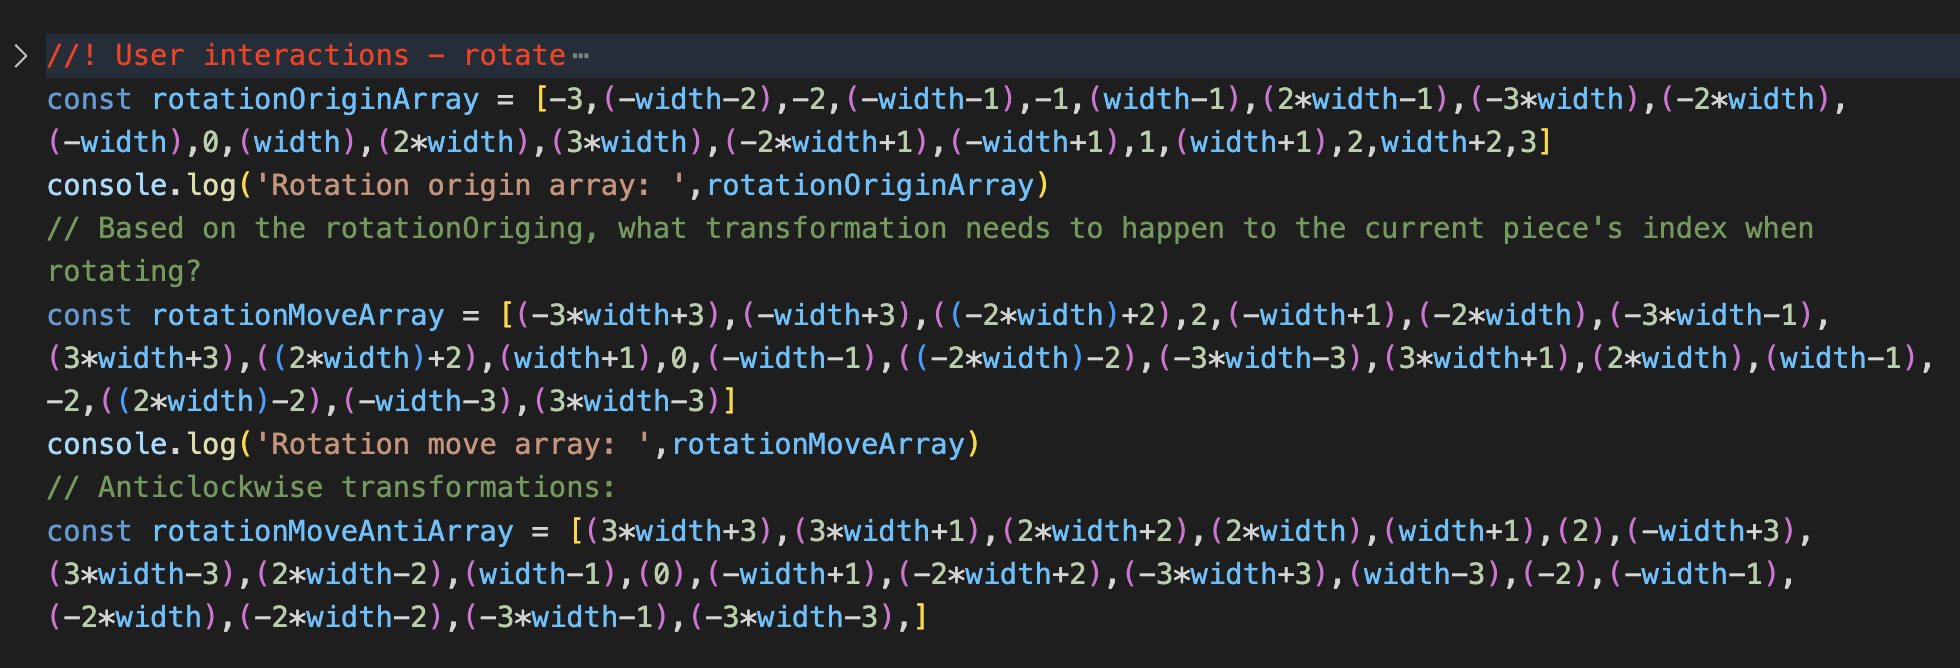 //! User interactions – rotate ⋯
const rotationOriginArray = [-3,(-width-2),-2,(-width-1),-1,(width-1),(2*width-1),(-3*width),(-2*width),
(-width),0,(width),(2*width),(3*width),(-2*width+1),(-width+1),1,(width+1),2,width+2,3]
console.log('Rotation origin array: ',rotationOriginArray)
// Based on the rotationOriging, what transformation needs to happen to the current piece's index when
rotating?
const rotationMoveArray = [(-3*width+3),(-width+3),((-2*width)+2),2,(-width+1),(-2*width),(-3*width-1),
(3*width+3),((2*width)+2),(width+1),0,(-width-1),((-2*width)-2),(-3*width-3),(3*width+1),(2*width),(width-1),
-2,((2*width)-2),(-width-3),(3*width-3)]
console.log('Rotation move array: ',rotationMoveArray)
// Anticlockwise transformations:
const rotationMoveAntiArray = [(3*width+3),(3*width+1),(2*width+2),(2*width),(width+1),(2),(-width+3),
(3*width-3),(2*width-2),(width-1),(0),(-width+1),(-2*width+2),(-3*width+3),(width-3),(-2),(-width-1),
(-2*width),(-2*width-2),(-3*width-1),(-3*width-3),]